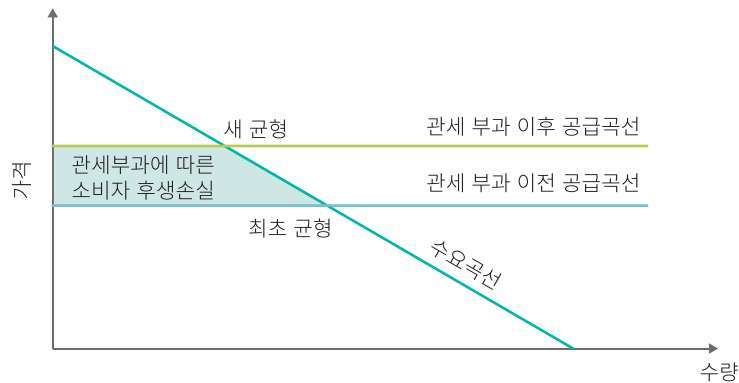 새 균형
관세 부과 이후 공급곡선
관세부과에 따른
소비자 후생손실
관세 부과 이전 공급곡선
가격
최초 균형
수요곡선
수량